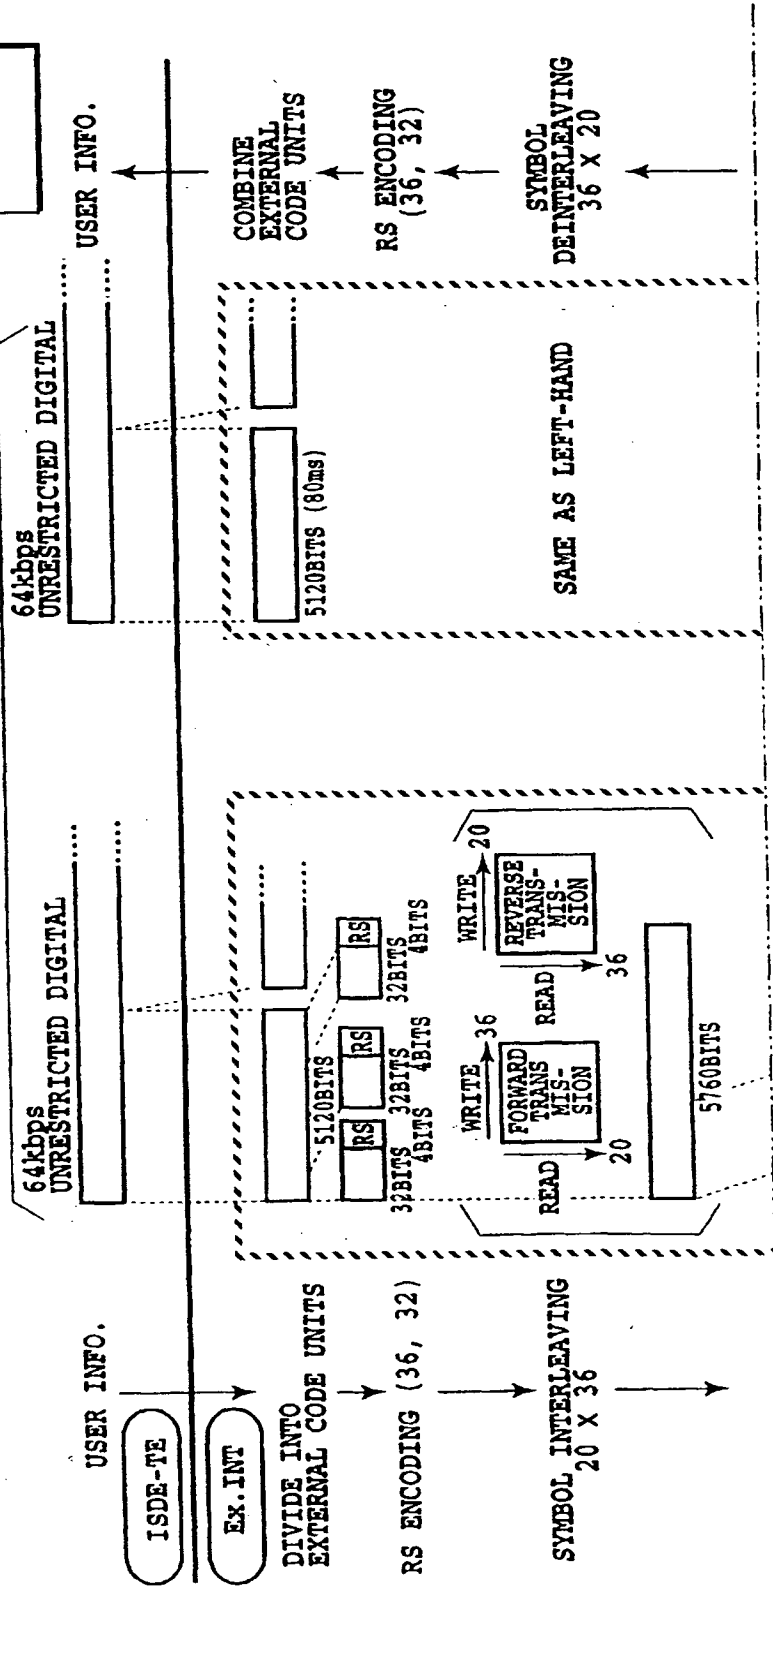 USER INFO.
ISDE-TE
Ex.INT
DIVIDE INTO
EXTERNAL CODE UNITS
RS ENCODING (36, 32)
SYMBOL INTERLEAVING
20 X 36
64kbps
UNRESTRICTED DIGITAL
5120BITS
RS
32BITS
4BITS
RS
32BITS
4BITS
RS
32BITS
4BITS
WRITE
36
FORWARD
TRANS
MIS-
SION
READ
20
WRITE
20
REVERSE
TRANS-
MIS-
SION
READ
36
5760BITS
64kbps
UNRESTRICTED DIGITAL
5120BITS (80ms)
SAME AS LEFT-HAND
USER INFO.
COMBINE
EXTERNAL
CODE UNITS
RS ENCODING
(36, 32)
SYMBOL
DEINTERLEAVING
36 X 20